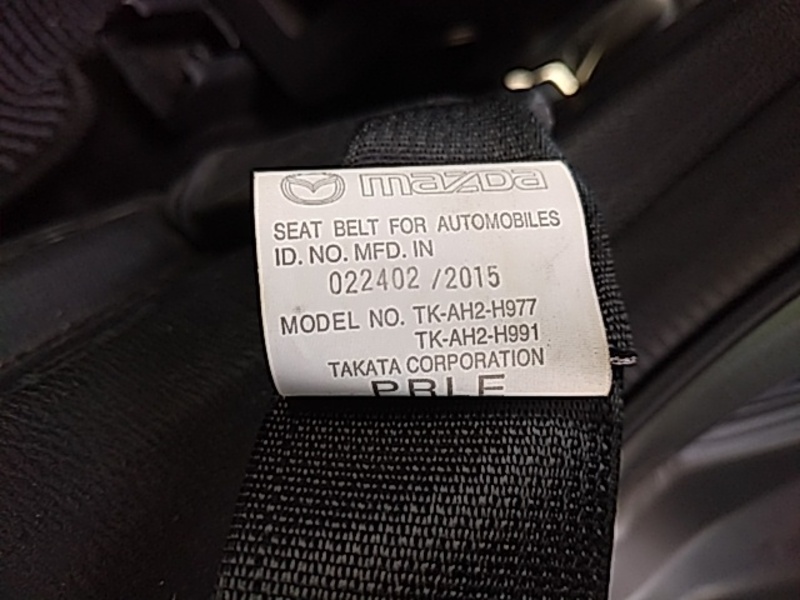 mazda
SEAT BELT FOR AUTOMOBILES
ID. NO. MFD. IN
022402 /2015
MODEL NO. TK-AH2-H977
TK-AH2-H991
TAKATA CORPORATION
PRLF